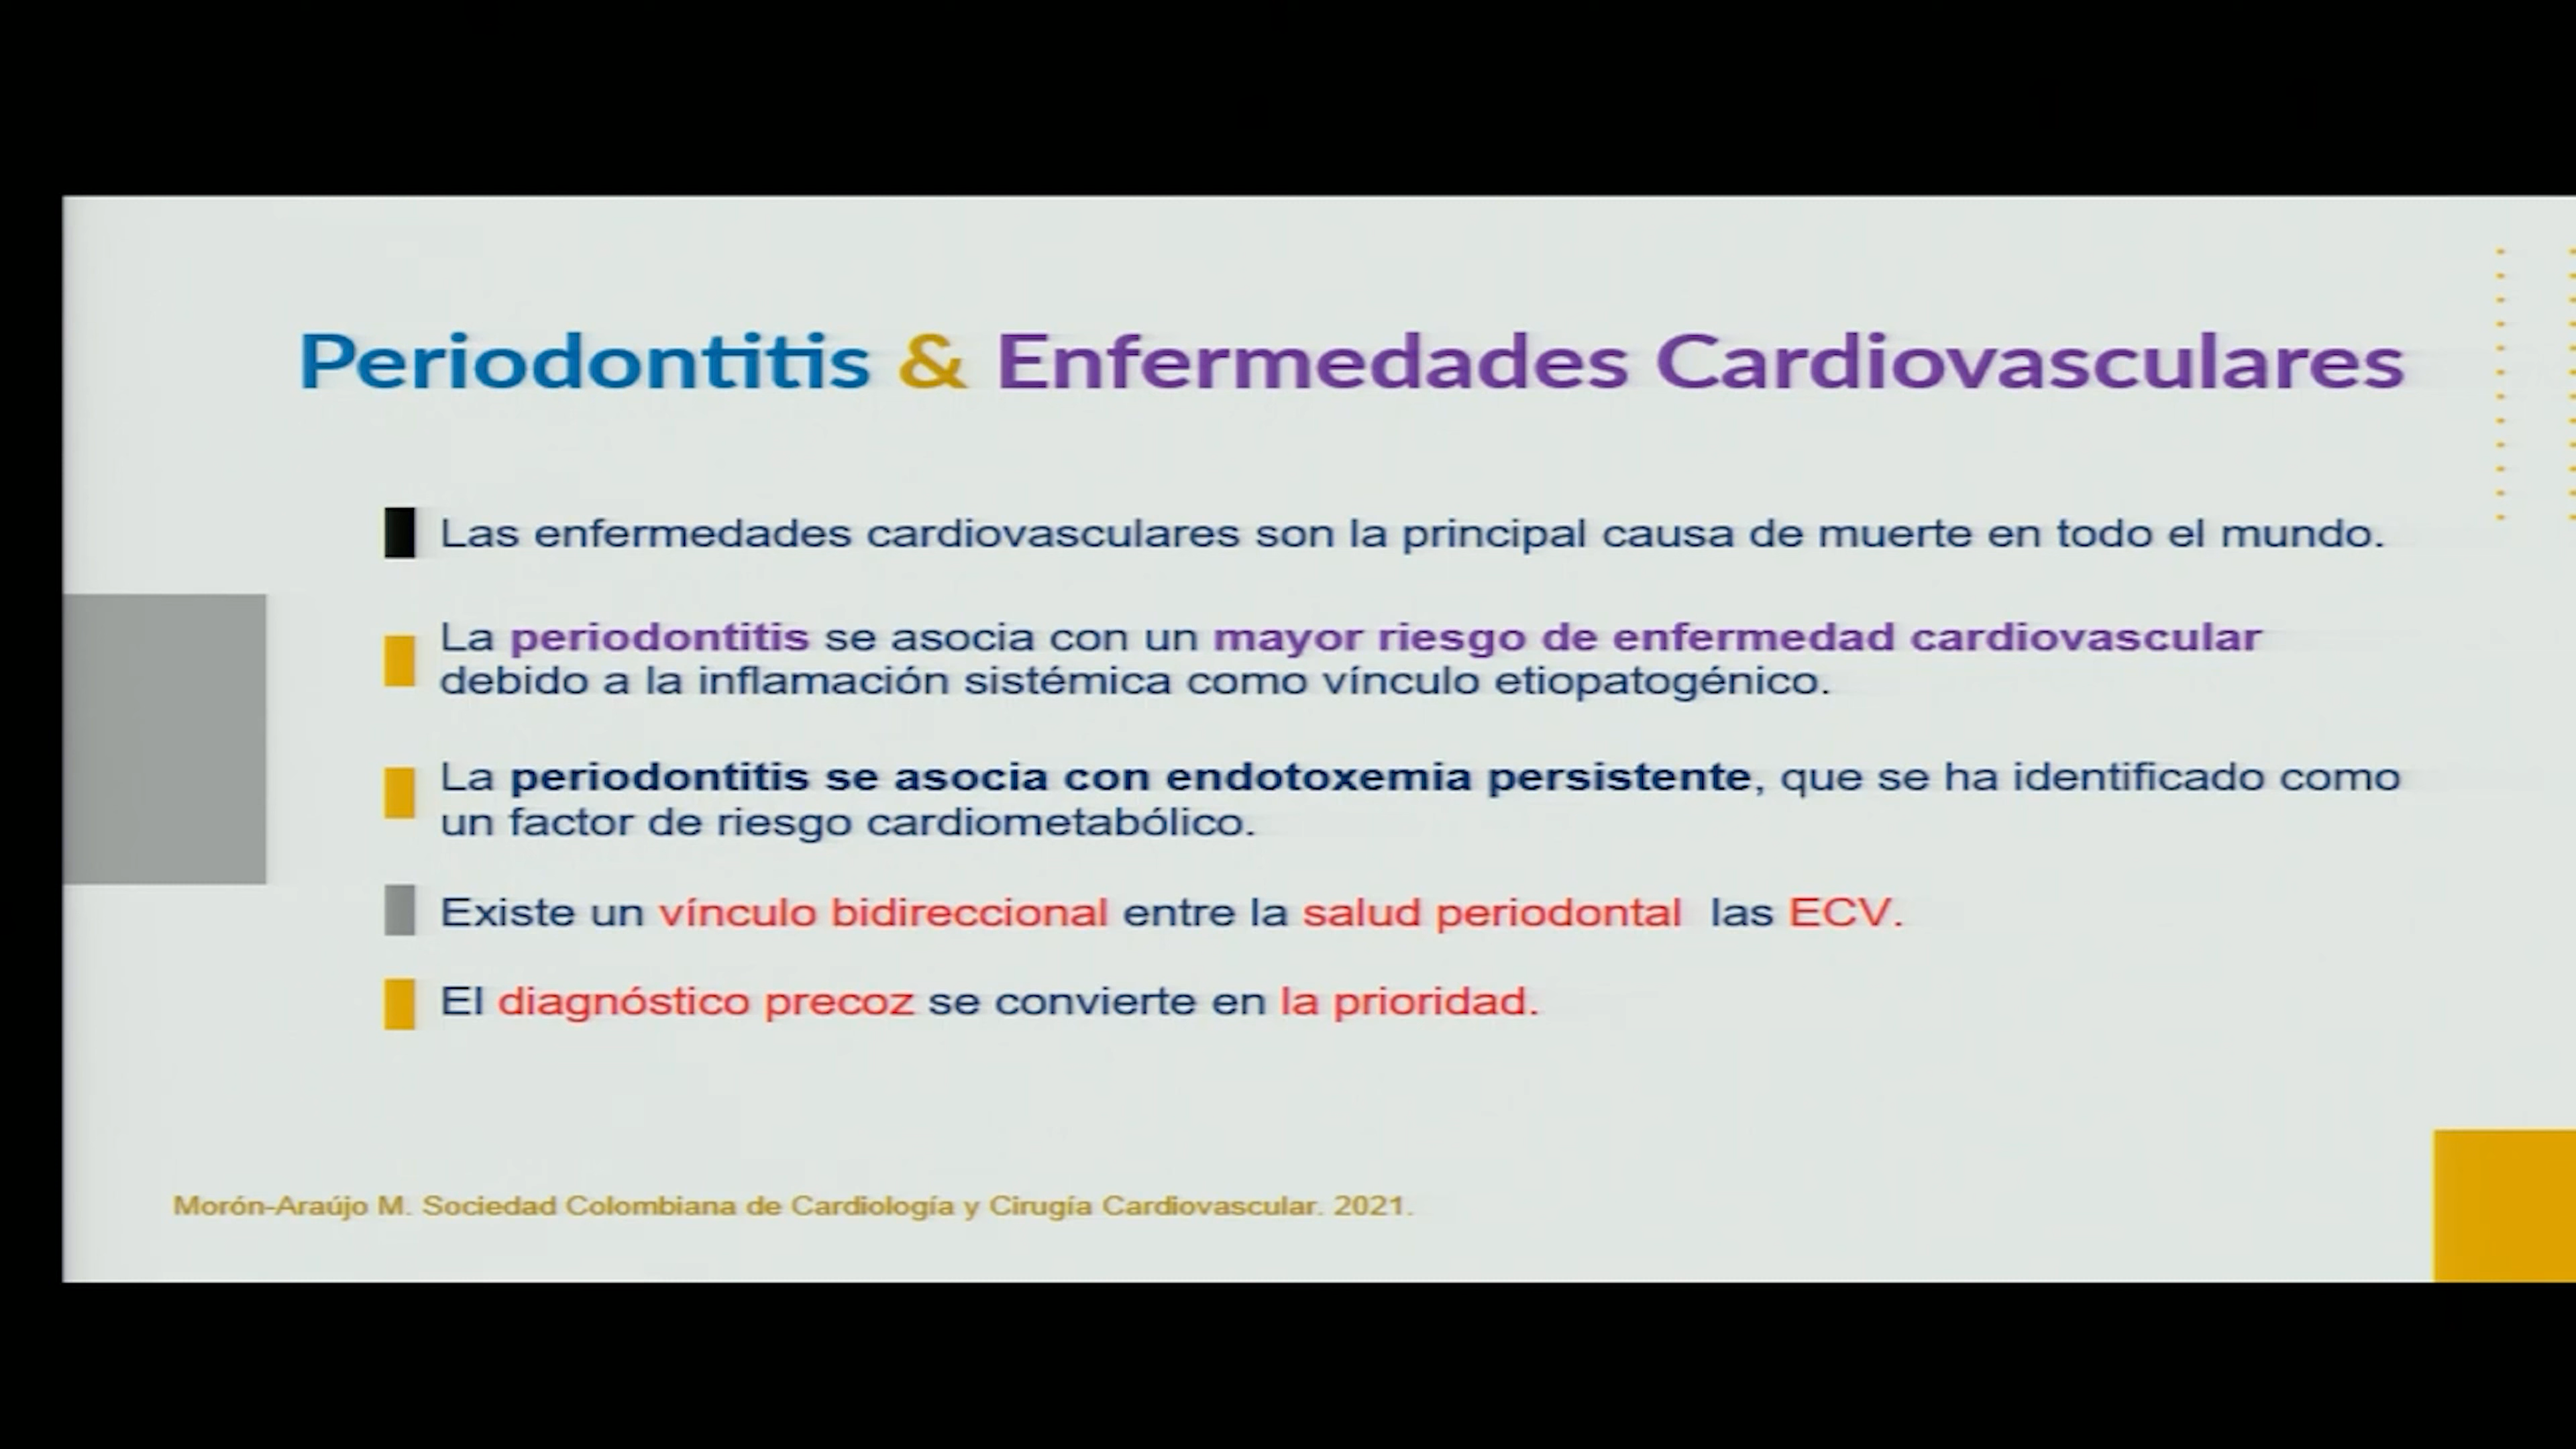 Periodontitis & Enfermedades Cardiovasculares
Las enfermedades cardiovasculares son la principal causa de muerte en todo el mundo.
La periodontitis se asocia con un mayor riesgo de enfermedad cardiovascular
debido a la inflamación sistémica como vínculo etiopatogénico.
La periodontitis se asocia con endotoxemia persistente, que se ha identificado como
un factor de riesgo cardiometabólico.
Existe un vínculo bidireccional entre la salud periodontal las ECV.
El diagnóstico precoz se convierte en la prioridad.
Morón-Araújo M. Sociedad Colombiana de Cardiología y Cirugía Cardiovascular. 2021.